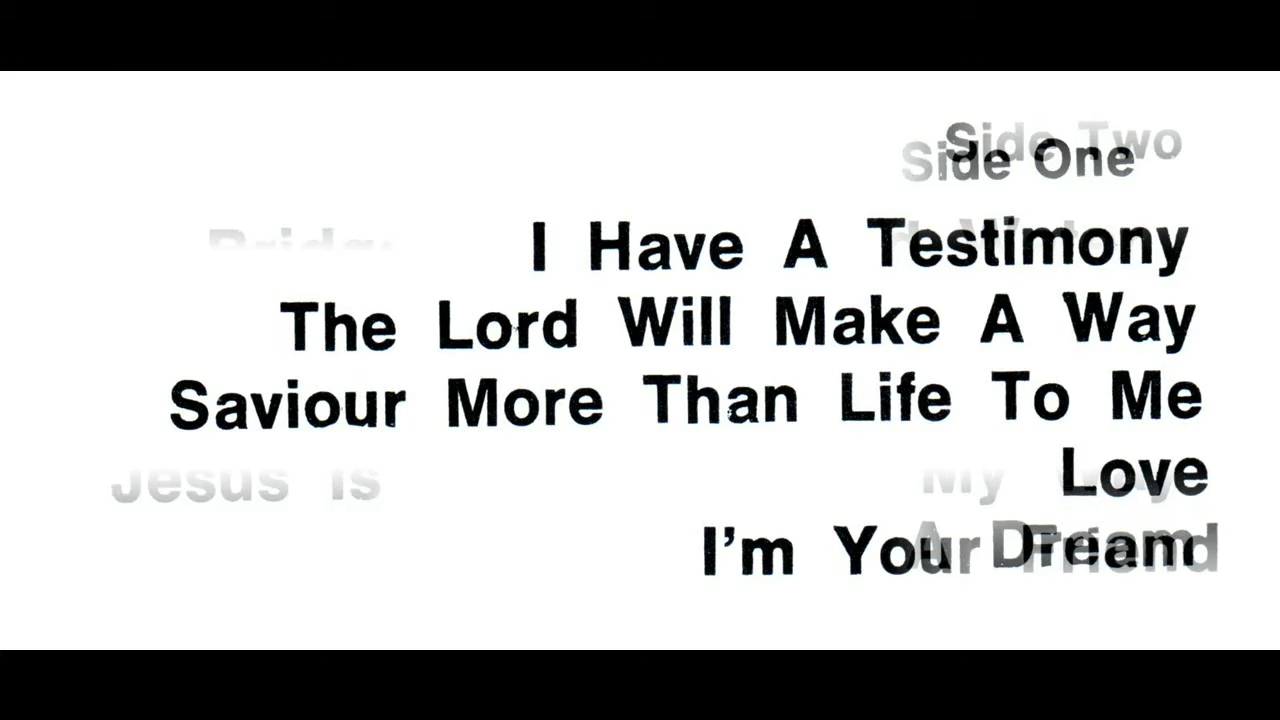 Side Two
Side One
I Have A Testimony
The Lord Will Make A Way
Saviour More Than Life To Me
Jesus Is
My
Love
I'm Your Friend
A Dream